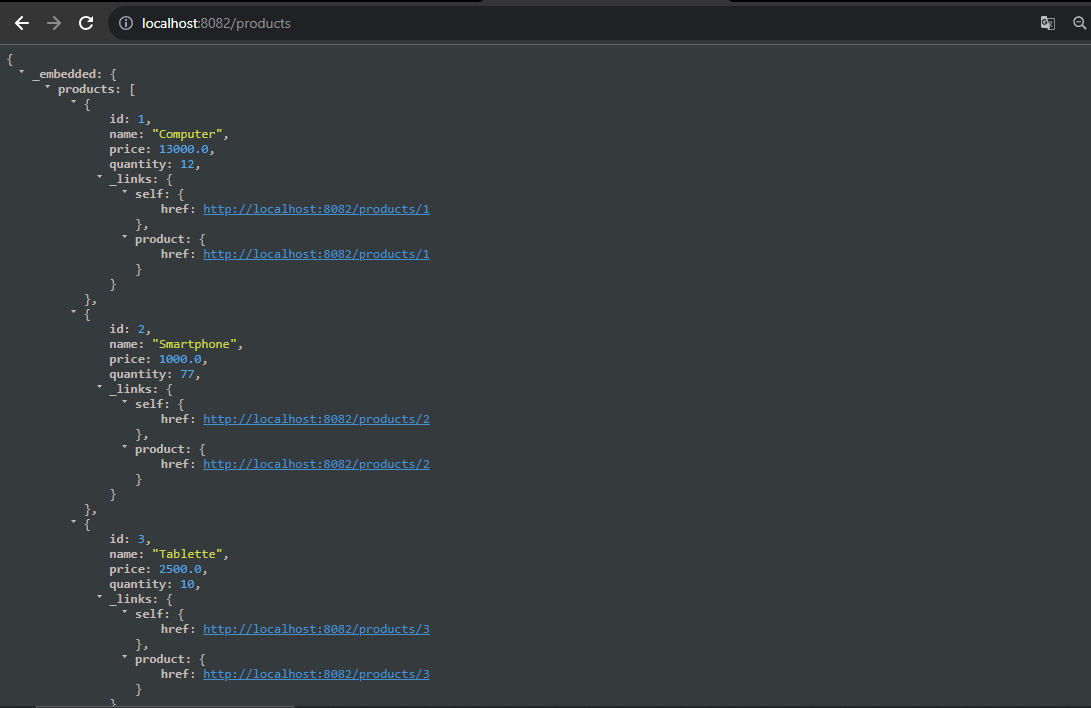 localhost:8082/products
{
_embedded: {
products: [
{
id: 1,
name: "Computer",
price: 13000.0,
quantity: 12,
_links: {
self: {
href: http://localhost:8082/products/1
},
product: {
href: http://localhost:8082/products/1
}
}
},
{
id: 2,
name: "Smartphone",
price: 1000.0,
quantity: 77,
_links: {
self: {
href: http://localhost:8082/products/2
},
product: {
href: http://localhost:8082/products/2
}
}
},
{
id: 3,
name: "Tablette",
price: 2500.0,
quantity: 10,
_links: {
self: {
href: http://localhost:8082/products/3
},
product: {
href: http://localhost:8082/products/3
}
}